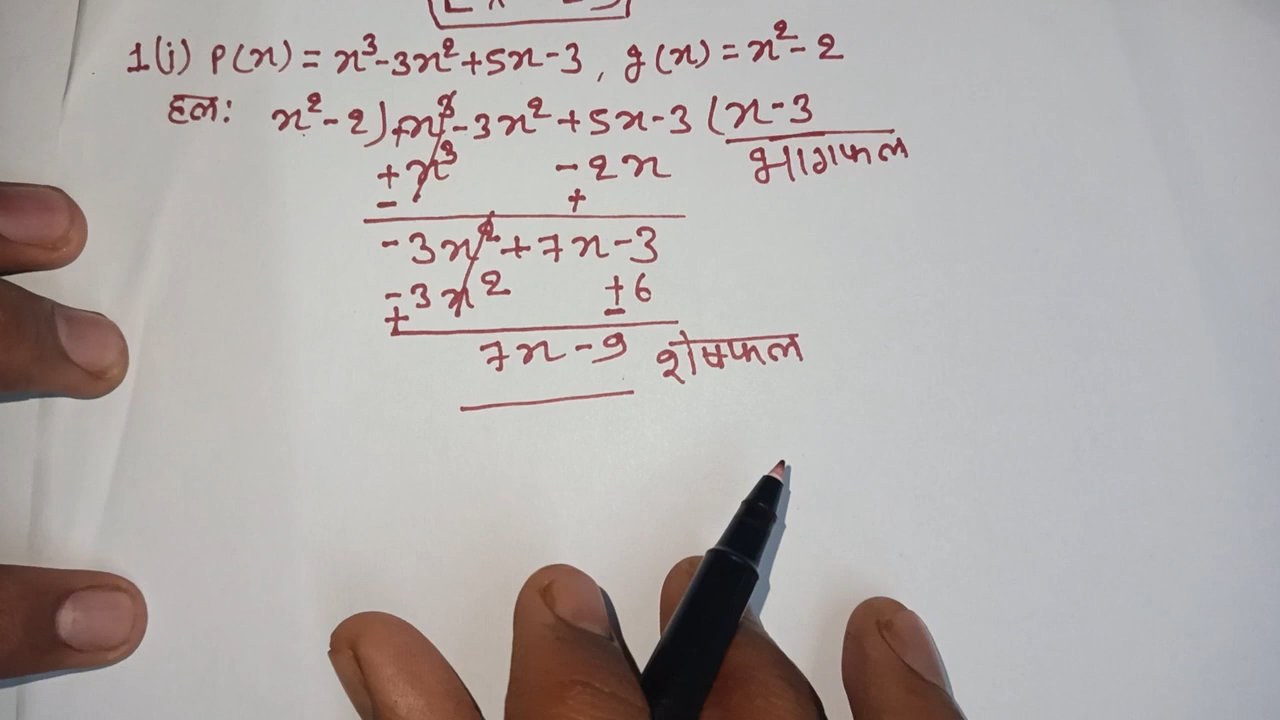 1(i) P(x) = x³-3x²+5x-3, g(x) = x²-2
हल: x²-2)x³-3x²+5x-3(x-3
भागफल
+x³ -2x
- +
-3x²+7x-3
-3x² +6
+ -
7x-9 शेषफल